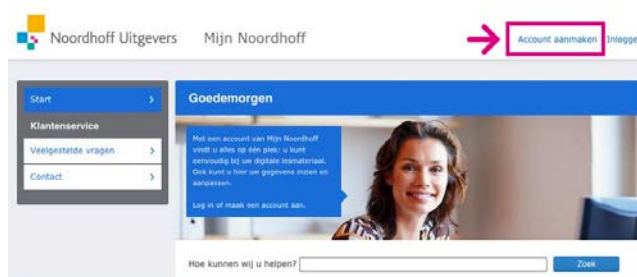 Noordhoff Uitgevers Mijn Noordhoff
Account aanmaken
Start
Klantenservice
Veelgestelde vragen
Contact
Goedemorgen
Met een account van Mijn Noordhoff
vindt u alles op één plek: u kunt
eenvoudig bij uw digitale lesmateriaal.
Ook kunt u hier uw gegevens inzien en
aanpassen.
Log in of maak een account aan.
Hoe kunnen wij u helpen?
Zoek